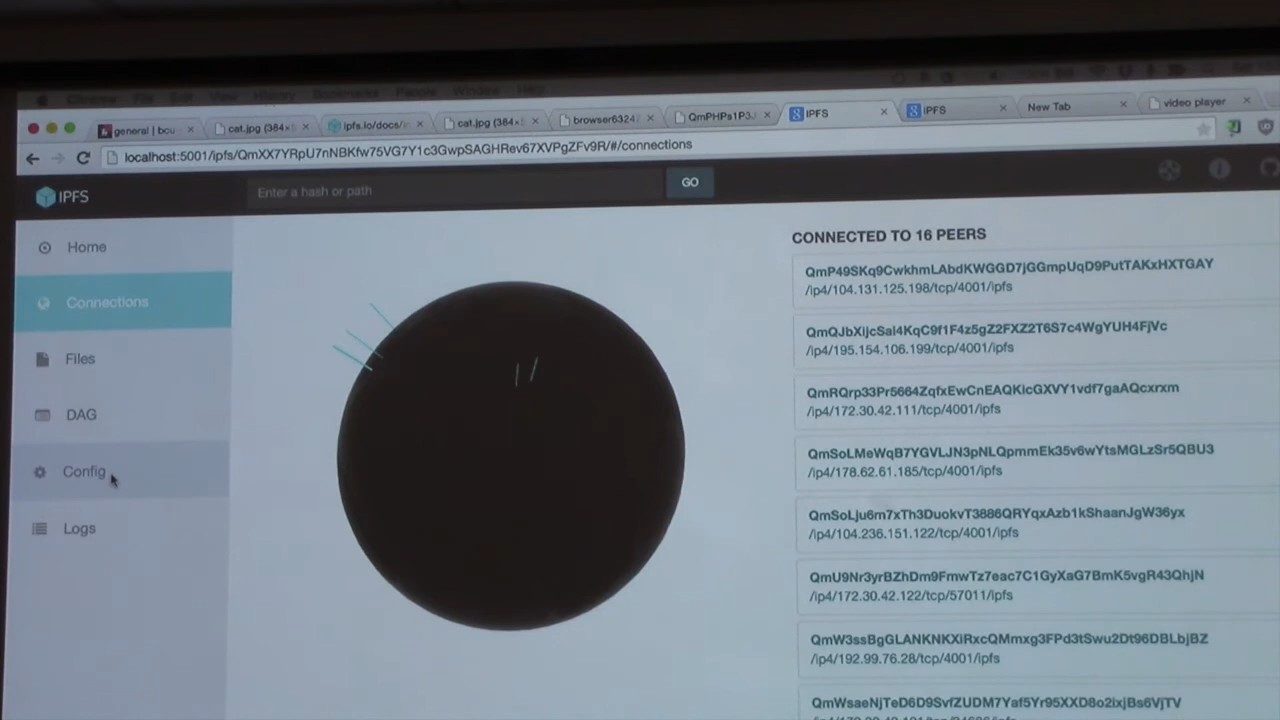 general | bcu
cat.jpg (384×5
ipfs.io/docs/
cat.jpg (384×5
browser6324
QmPHPs1P3
IPFS
IPFS
New Tab
video player
localhost:5001/ipfs/QmXX7YRpU7nNBKfw75VG7Y1c3GwpSAGHRev67XVPgZFv9R/#/connections
IPFS
Enter a hash or path
GO
Home
Connections
Files
DAG
Config
Logs
CONNECTED TO 16 PEERS
QmP49SKq9CwkhmLAbdKWGGD7jGGmpUqD9PutTAKxHXTGAY
/ip4/104.131.125.198/tcp/4001/ipfs
QmQJbXijcSal4KqC9f1F4z5gZ2FXZ2T6S7c4WgYUH4FjVc
/ip4/195.154.106.199/tcp/4001/ipfs
QmRQrp33Pr5664ZqfxEwCnEAQKicGXVY1vdf7gaAQcxrxm
/ip4/172.30.42.111/tcp/4001/ipfs
QmSoLMeWqB7YGVLJN3pNLQpmmEk35v6wYtsMGLzSr5QBU3
/ip4/178.62.61.185/tcp/4001/ipfs
QmSoLju6m7xTh3DuokvT3886QRYqxAzb1kShaanJgW36yx
/ip4/104.236.151.122/tcp/4001/ipfs
QmU9Nr3yrBZhDm9FmwTz7eac7C1GyXaG7BmK5vgR43QhjN
/ip4/172.30.42.122/tcp/57011/ipfs
QmW3ssBgGLANKNKXiRxcQMmxg3FPd3tSwu2Dt96DBLbjBZ
/ip4/192.99.76.28/tcp/4001/ipfs
QmWsaeNjTeD6D9SvfZUDM7Yaf5Yr95XXD8o2ixjBs6VjTV